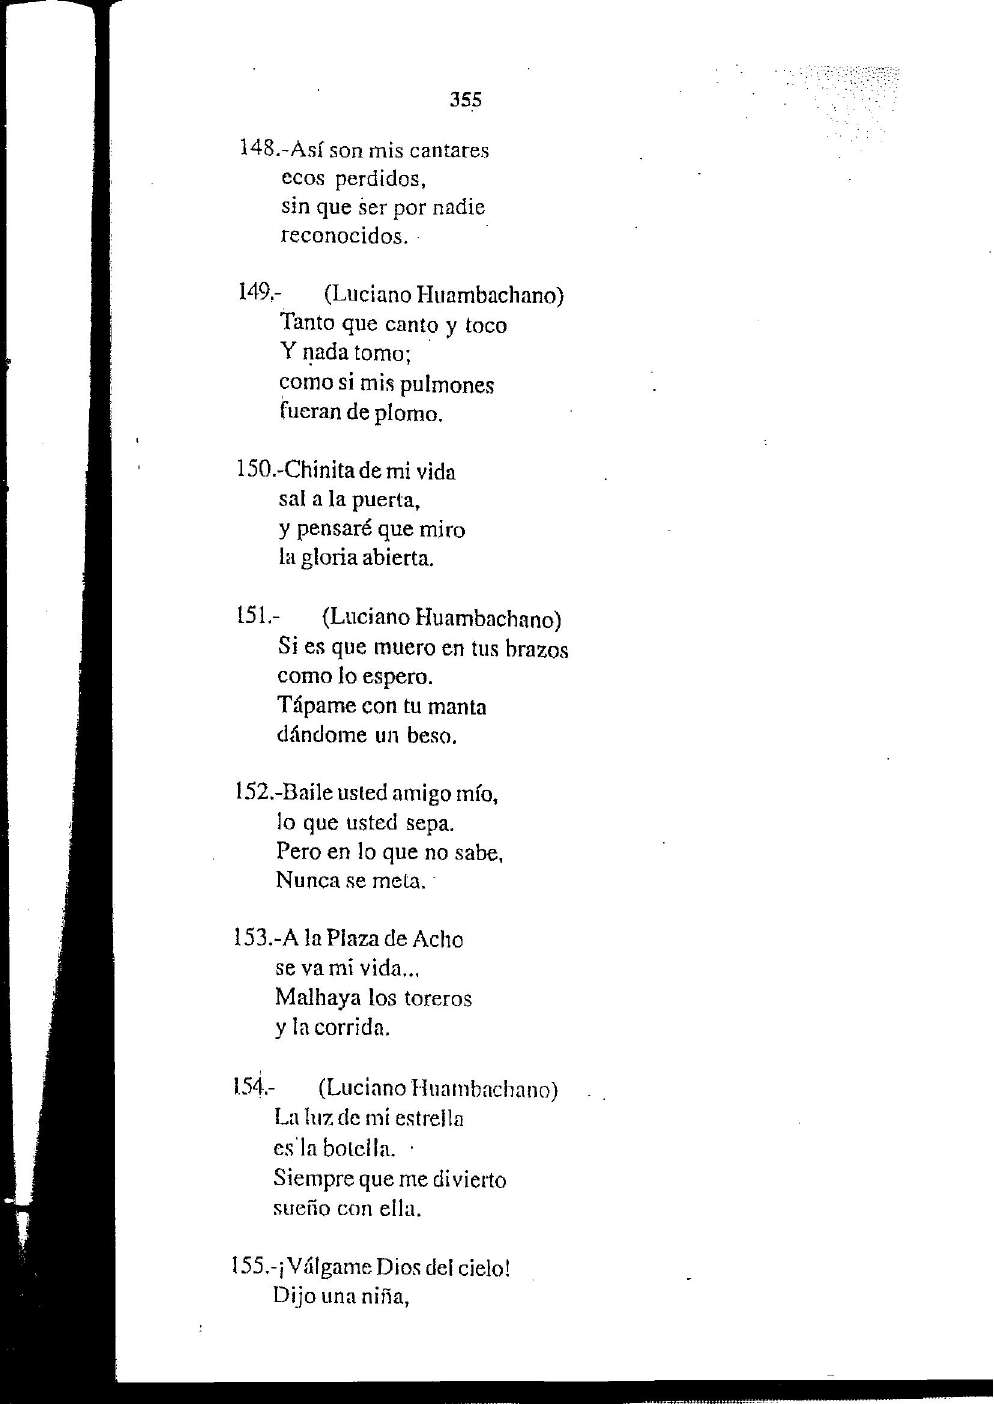 355
148.-Así son mis cantares
ecos perdidos,
sin que ser por nadie
reconocidos.
149.- (Luciano Huambachano)
Tanto que canto y toco
Y nada tomo;
como si mis pulmones
fueran de plomo.
150.-Chinita de mi vida
sal a la puerta,
y pensaré que miro
la gloria abierta.
151.- (Luciano Huambachano)
Si es que muero en tus brazos
como lo espero.
Tápame con tu manta
dándome un beso.
152.-Baile usted amigo mío,
lo que usted sepa.
Pero en lo que no sabe,
Nunca se meta.
153.-A la Plaza de Acho
se va mi vida...
Malhaya los toreros
y la corrida.
154.- (Luciano Huambachano)
La luz de mi estrella
es la botella.
Siempre que me divierto
sueño con ella.
155.-¡Válgame Dios del cielo!
Dijo una niña,